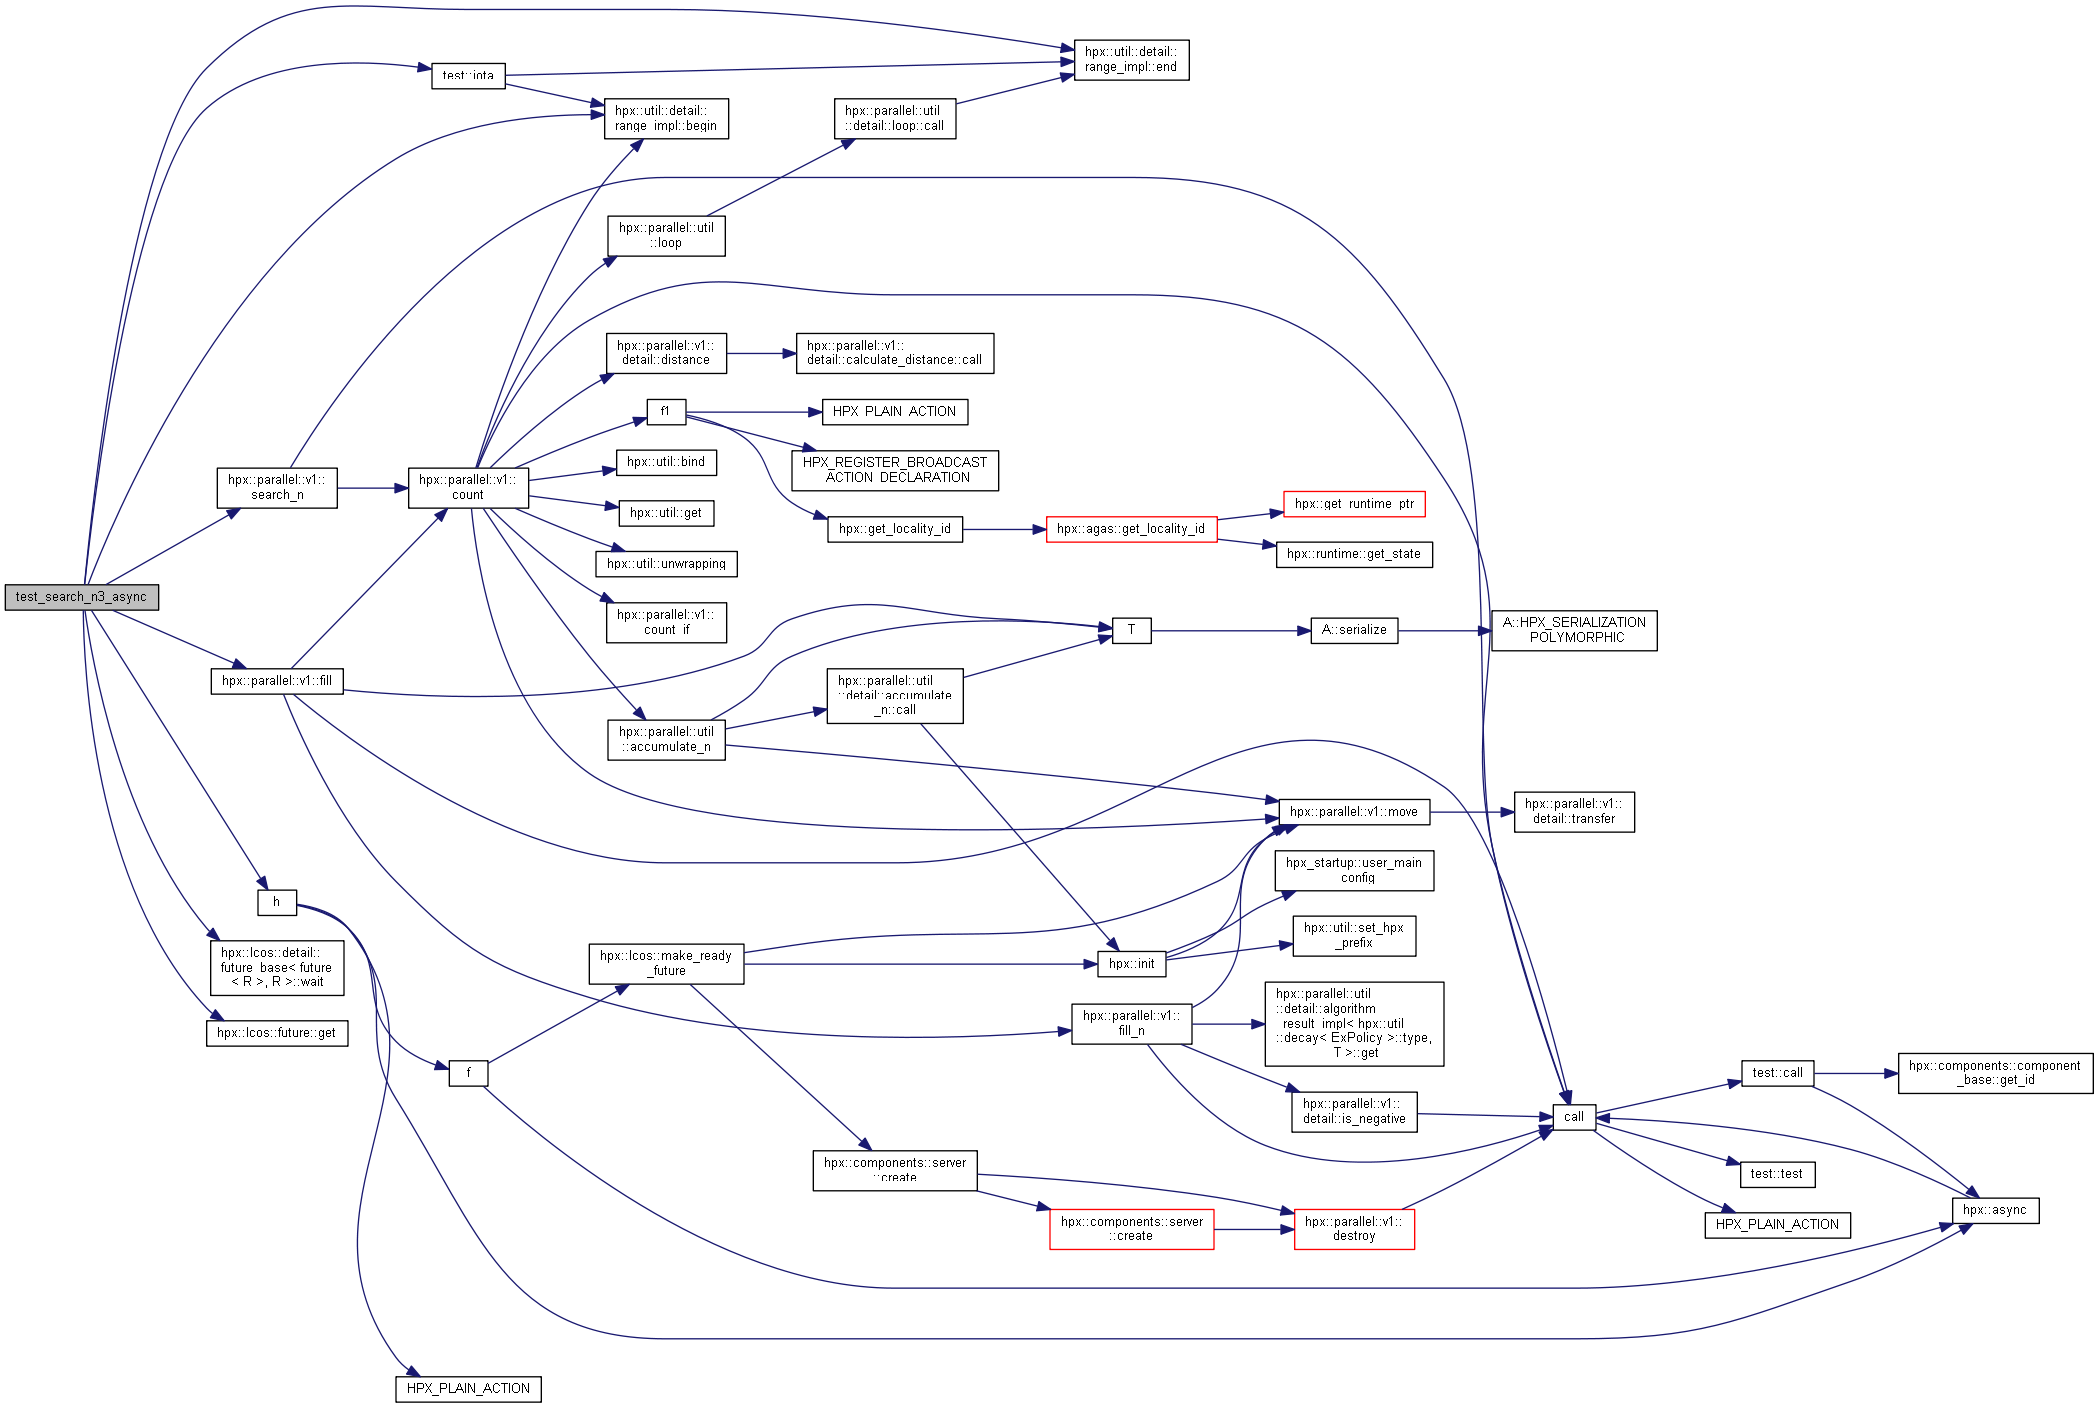 hpx::util::detail::
range_impl::end
test::iota
hpx::util::detail::
range_impl::begin
hpx::parallel::util
::detail::loop::call
hpx::parallel::util
::loop
hpx::parallel::v1::
detail::distance
hpx::parallel::v1::
detail::calculate_distance::call
f1
HPX_PLAIN_ACTION
hpx::util::bind
HPX_REGISTER_BROADCAST
_ACTION_DECLARATION
hpx::parallel::v1::
search_n
hpx::parallel::v1::
count
hpx::util::get
hpx::get_locality_id
hpx::agas::get_locality_id
hpx::get_runtime_ptr
hpx::runtime::get_state
hpx::util::unwrapping
test_search_n3_async
hpx::parallel::v1::
count_if
T
A::serialize
A::HPX_SERIALIZATION
_POLYMORPHIC
hpx::parallel::v1::fill
hpx::parallel::util
::detail::accumulate
_n::call
hpx::parallel::util
::accumulate_n
hpx::parallel::v1::move
hpx::parallel::v1::
detail::transfer
hpx_startup::user_main
_config
h
hpx::util::set_hpx
_prefix
hpx::lcos::detail::
future_base< future
< R >, R >::wait
hpx::lcos::make_ready
_future
hpx::init
hpx::lcos::future::get
hpx::parallel::v1::
fill_n
hpx::parallel::util
::detail::algorithm
_result_impl< hpx::util
::decay< ExPolicy >::type,
T >::get
f
hpx::parallel::v1::
detail::is_negative
call
test::call
hpx::components::component
_base::get_id
test::test
hpx::components::server
::create
hpx::components::server
::create
hpx::parallel::v1::
destroy
HPX_PLAIN_ACTION
hpx::async
HPX_PLAIN_ACTION